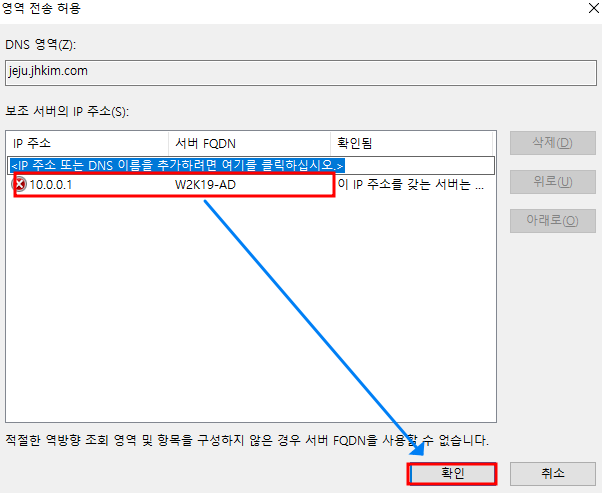 영역 전송 허용
DNS 영역(Z):
jeju.jhkim.com
보조 서버의 IP 주소(S):
IP 주소 서버 FQDN 확인됨
<IP 주소 또는 DNS 이름을 추가하려면 여기를 클릭하십시오.>
10.0.0.1 W2K19-AD 이 IP 주소를 갖는 서버는 ...
삭제(D)
위로(U)
아래로(O)
적절한 역방향 조회 영역 및 항목을 구성하지 않은 경우 서버 FQDN을 사용할 수 없습니다.
확인 취소